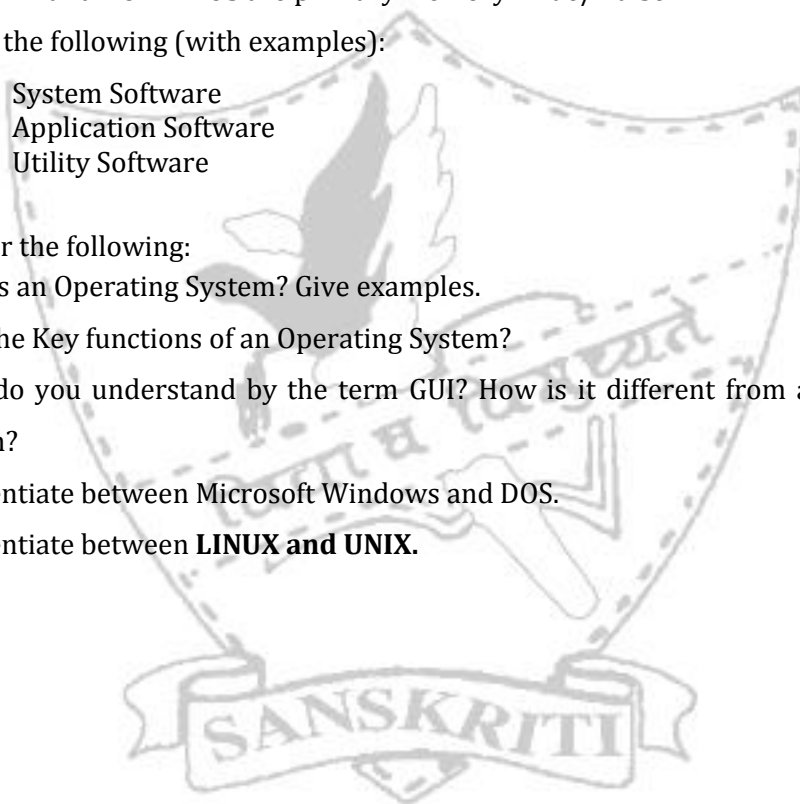 the following (with examples):
System Software
Application Software
Utility Software
r the following:
s an Operating System? Give examples.
he Key functions of an Operating System?
do you understand by the term GUI? How is it different from a
n?
entiate between Microsoft Windows and DOS.
entiate between LINUX and UNIX.
SANSKRITI